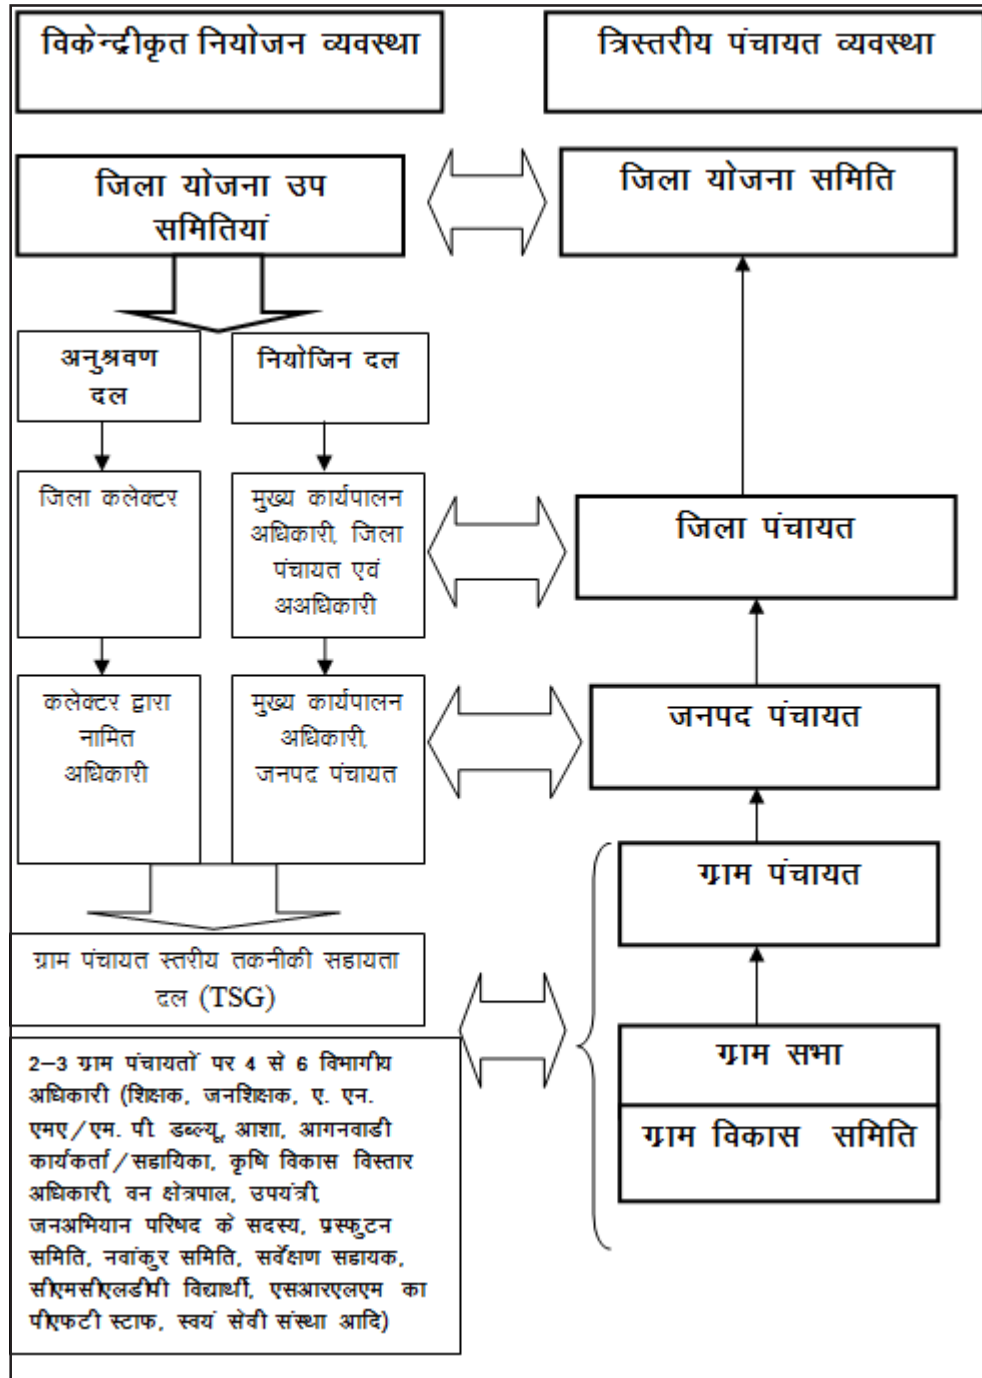 विकेन्द्रीकृत नियोजन व्यवस्था
त्रिस्तरीय पंचायत व्यवस्था
जिला योजना उप
समितियां
जिला योजना समिति
अनुश्रवण
दल
नियोजिन दल
जिला कलेक्टर
मुख्य कार्यपालन
अधिकारी, जिला
पंचायत एवं
अअधिकारी
जिला पंचायत
कलेक्टर द्वारा
नामित
अधिकारी
मुख्य कार्यपालन
अधिकारी,
जनपद पंचायत
जनपद पंचायत
ग्राम पंचायत
ग्राम पंचायत स्तरीय तकनीकी सहायता
दल (TSG)
ग्राम सभा
ग्राम विकास समिति
2–3 ग्राम पंचायतों पर 4 से 6 विभागीय
अधिकारी (शिक्षक, जनशिक्षक, ए. एन.
एमए/एम. पी. डब्ल्यू, आशा, आगनवाडी
कार्यकर्ता/सहायिका, कृषि विकास विस्तार
अधिकारी, वन क्षेत्रपाल, उपयंत्री,
जनअभियान परिषद के सदस्य, प्रस्फुटन
समिति, नवांकुर समिति, सर्वेक्षण सहायक,
सीएमसीएलडीपी विद्यार्थी, एसआरएलएम का
पीएफटी स्टाफ, स्वयं सेवी संस्था आदि)